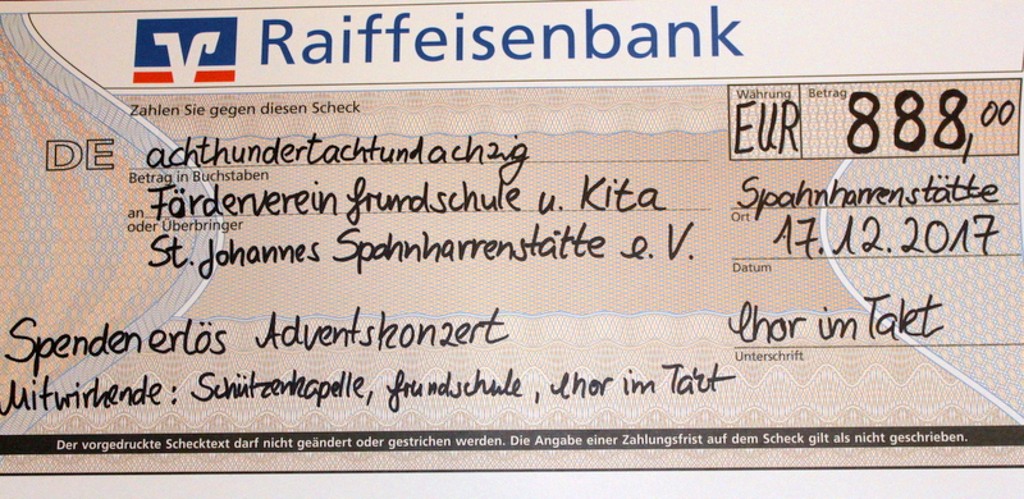 Raiffeisenbank
Zahlen Sie gegen diesen Scheck
Währung Betrag
EUR 888,00
DE achthundertachtundachzig
Betrag in Buchstaben
an Förderverein Grundschule u. Kita
oder Überbringer
Spahnharrenstätte
Ort
St. Johannes Spahnharrenstätte e. V.
17.12.2017
Datum
Spendenerlös Adventskonzert
Chor im Takt
Unterschrift
Mitwirkende: Schützenkapelle, Grundschule, Chor im Takt
Der vorgedruckte Schecktext darf nicht geändert oder gestrichen werden. Die Angabe einer Zahlungsfrist auf dem Scheck gilt als nicht geschrieben.